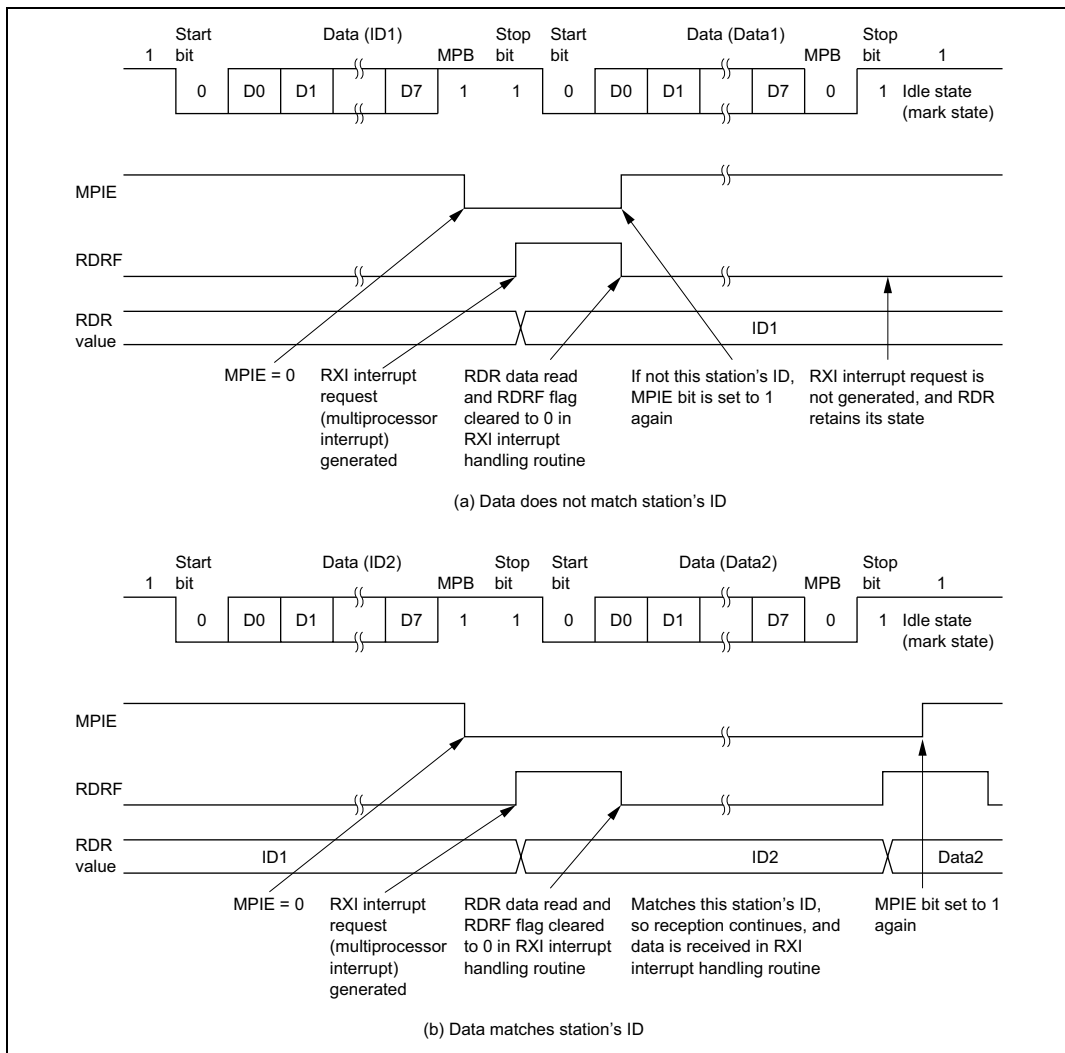 Start bit
Data (ID1)
MPB
Stop bit
Start bit
Data (Data1)
MPB
Stop bit
1
1
0
D0
D1
D7
1
1
0
D0
D1
D7
0
1
Idle state (mark state)
MPIE
RDRF
RDR value
ID1
MPIE = 0
RXI interrupt request (multiprocessor interrupt) generated
RDR data read and RDRF flag cleared to 0 in RXI interrupt handling routine
If not this station's ID, MPIE bit is set to 1 again
RXI interrupt request is not generated, and RDR retains its state
(a) Data does not match station's ID
Start bit
Data (ID2)
MPB
Stop bit
Start bit
Data (Data2)
MPB
Stop bit
1
1
0
D0
D1
D7
1
1
0
D0
D1
D7
0
1
Idle state (mark state)
MPIE
RDRF
RDR value
ID1
ID2
Data2
MPIE = 0
RXI interrupt request (multiprocessor interrupt) generated
RDR data read and RDRF flag cleared to 0 in RXI interrupt handling routine
Matches this station's ID, so reception continues, and data is received in RXI interrupt handling routine
MPIE bit set to 1 again
(b) Data matches station's ID